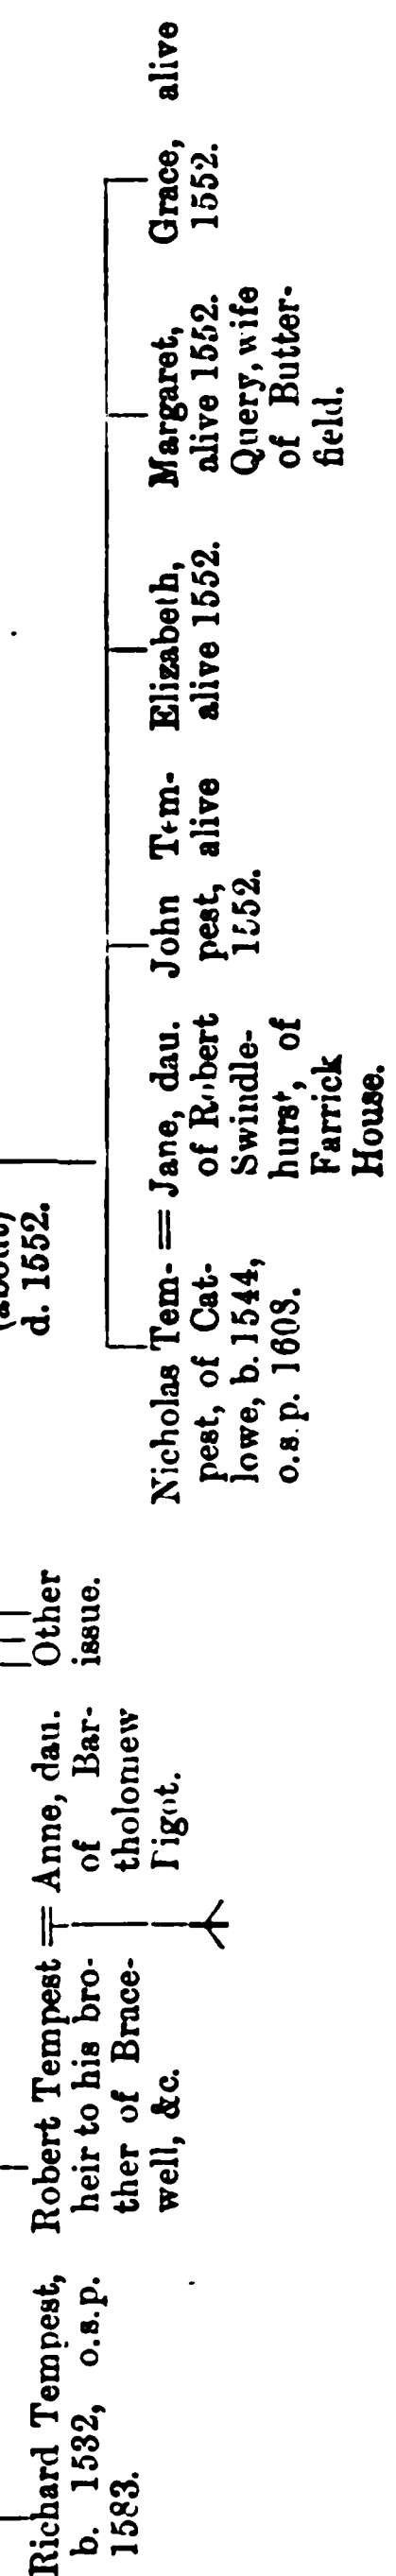 d. 1552.
Richard Tempest,
b. 1532, o.s.p.
1583.
Robert Tempest
heir to his bro-
ther of Brace-
well, &c.
Anne, dau.
of Bar-
tholomew
Pigot.
Other
issue.
Nicholas Tem-
pest, of Cat-
lowe, b. 1544,
o.s.p. 1603.
Jane, dau.
of Robert
Swindle-
hurst, of
Farrick
House.
John Tem-
pest, alive
1552.
Elizabeth,
alive 1552.
Margaret,
alive 1552.
Query, wife
of Butter-
field.
Grace, alive
1552.